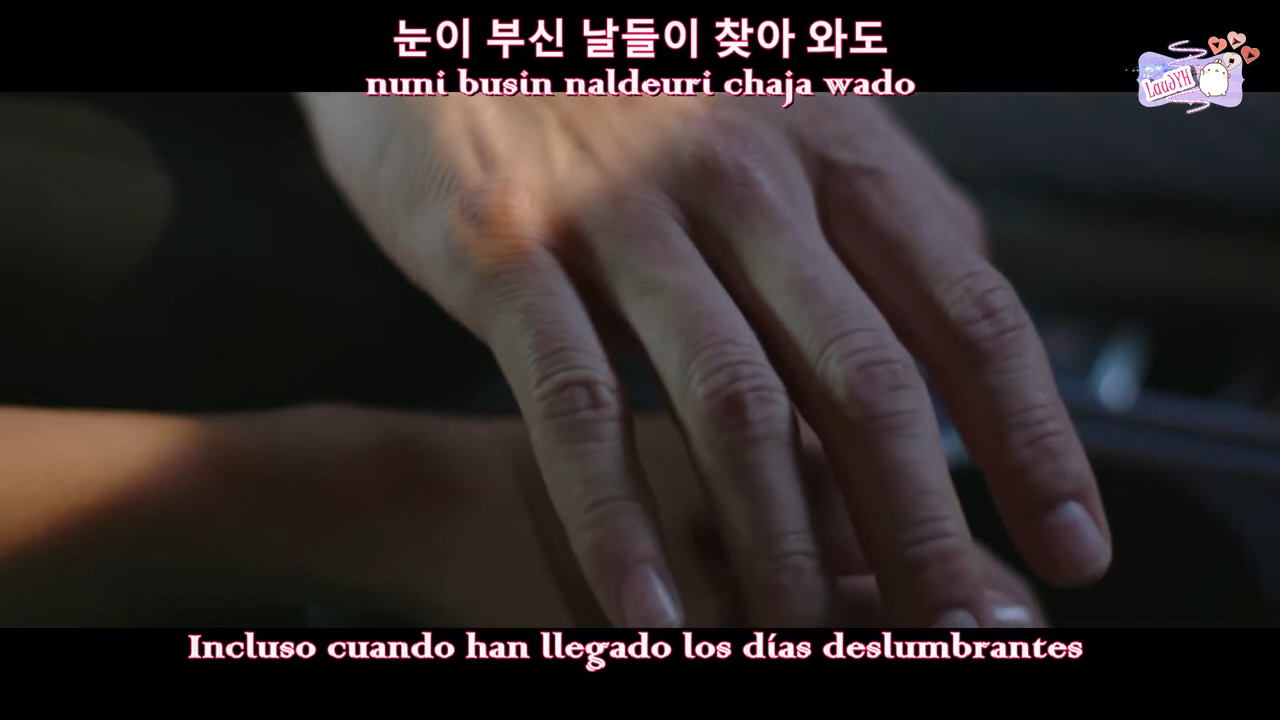 눈이 부신 날들이 찾아 와도
nuni busin naldeuri chaja wado
LauJYH
Incluso cuando han llegado los días deslumbrantes